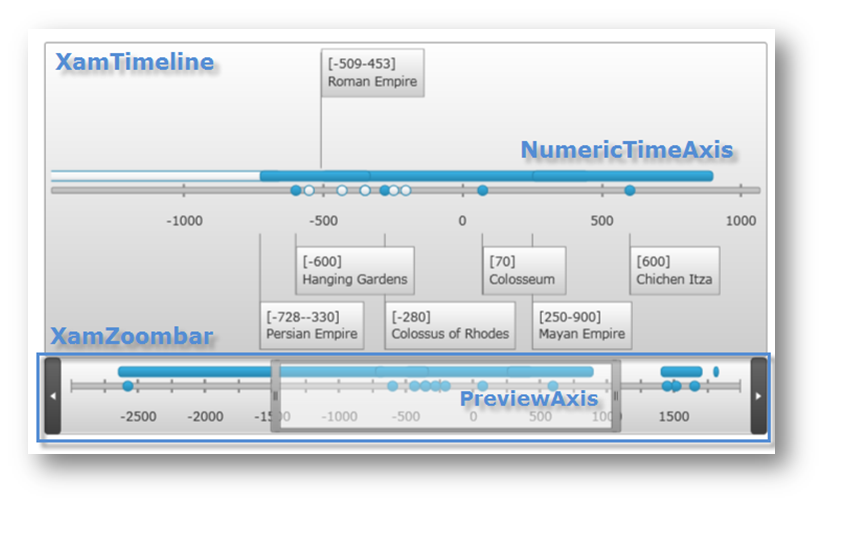 XamTimeline
[-509-453]
Roman Empire
NumericTimeAxis
-1000 -500 0 500 1000
[-600]
Hanging Gardens
[70]
Colosseum
[600]
Chichen Itza
[-728--330]
Persian Empire
[-280]
Colossus of Rhodes
[250-900]
Mayan Empire
XamZoombar
PreviewAxis
-2500 -2000 -1500 -1000 -500 0 500 1000 1500